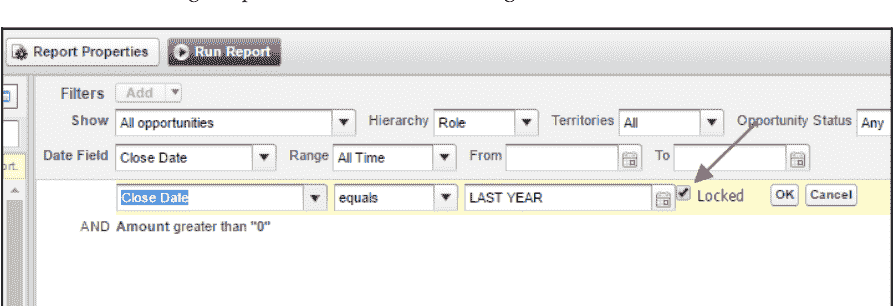 Report Properties Run Report
Filters Add
Show All opportunities Hierarchy Role Territories All Opportunity Status Any
Date Field Close Date Range All Time From To
ort.
Close Date equals LAST YEAR Locked OK Cancel
AND Amount greater than "0"